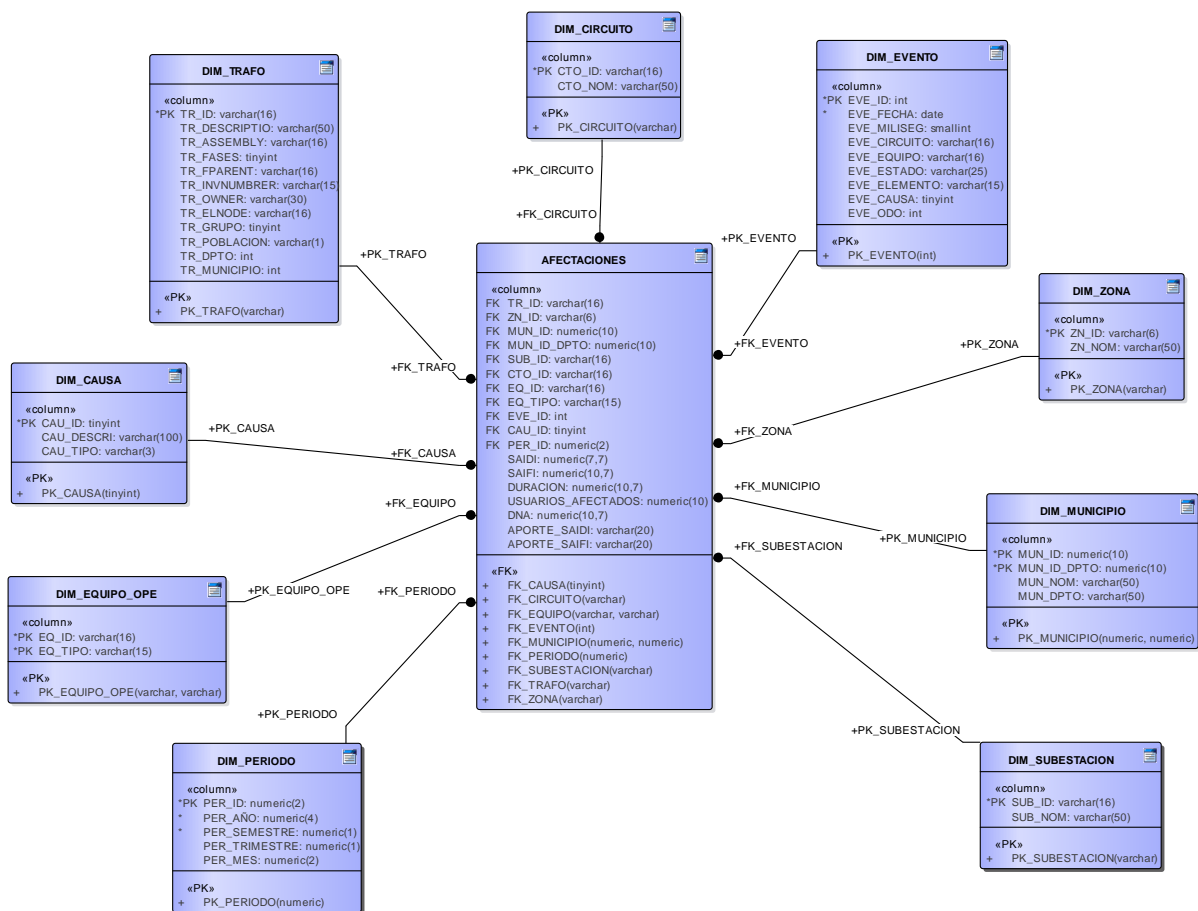 DIM_CIRCUITO
«column»
*PK CTO_ID: varchar(16)
CTO_NOM: varchar(50)
«PK»
+ PK_CIRCUITO(varchar)
DIM_TRAFO
«column»
*PK TR_ID: varchar(16)
TR_DESCRIPTIO: varchar(50)
TR_ASSEMBLY: varchar(16)
TR_FASES: tinyint
TR_FPARENT: varchar(16)
TR_INVNUMBRER: varchar(15)
TR_OWNER: varchar(30)
TR_ELNODE: varchar(16)
TR_GRUPO: tinyint
TR_POBLACION: varchar(1)
TR_DPTO: int
TR_MUNICIPIO: int
«PK»
+ PK_TRAFO(varchar)
DIM_EVENTO
«column»
*PK EVE_ID: int
* EVE_FECHA: date
EVE_MILISEG: smallint
EVE_CIRCUITO: varchar(16)
EVE_EQUIPO: varchar(16)
EVE_ESTADO: varchar(25)
EVE_ELEMENTO: varchar(15)
EVE_CAUSA: tinyint
EVE_ODO: int
«PK»
+ PK_EVENTO(int)
+PK_CIRCUITO
+FK_CIRCUITO
+PK_EVENTO
+FK_EVENTO
+PK_TRAFO
+FK_TRAFO
AFECTACIONES
«column»
FK TR_ID: varchar(16)
FK ZN_ID: varchar(6)
FK MUN_ID: numeric(10)
FK MUN_ID_DPTO: numeric(10)
FK SUB_ID: varchar(16)
FK CTO_ID: varchar(16)
FK EQ_ID: varchar(16)
FK EQ_TIPO: varchar(15)
FK EVE_ID: int
FK CAU_ID: tinyint
FK PER_ID: numeric(2)
SAIDI: numeric(7,7)
SAIFI: numeric(10,7)
DURACION: numeric(10,7)
USUARIOS_AFECTADOS: numeric(10)
DNA: numeric(10,7)
APORTE_SAIDI: varchar(20)
APORTE_SAIFI: varchar(20)
«FK»
+ FK_CAUSA(tinyint)
+ FK_CIRCUITO(varchar)
+ FK_EQUIPO(varchar, varchar)
+ FK_EVENTO(int)
+ FK_MUNICIPIO(numeric, numeric)
+ FK_PERIODO(numeric)
+ FK_SUBESTACION(varchar)
+ FK_TRAFO(varchar)
+ FK_ZONA(varchar)
DIM_ZONA
«column»
*PK ZN_ID: varchar(6)
ZN_NOM: varchar(50)
«PK»
+ PK_ZONA(varchar)
+PK_ZONA
+FK_ZONA
DIM_CAUSA
«column»
*PK CAU_ID: tinyint
CAU_DESCRI: varchar(100)
CAU_TIPO: varchar(3)
«PK»
+ PK_CAUSA(tinyint)
+PK_CAUSA
+FK_CAUSA
+FK_MUNICIPIO
+PK_MUNICIPIO
DIM_MUNICIPIO
«column»
*PK MUN_ID: numeric(10)
*PK MUN_ID_DPTO: numeric(10)
MUN_NOM: varchar(50)
MUN_DPTO: varchar(50)
«PK»
+ PK_MUNICIPIO(numeric, numeric)
+FK_EQUIPO
+PK_EQUIPO_OPE
DIM_EQUIPO_OPE
«column»
*PK EQ_ID: varchar(16)
*PK EQ_TIPO: varchar(15)
«PK»
+ PK_EQUIPO_OPE(varchar, varchar)
+FK_PERIODO
+PK_PERIODO
+FK_SUBESTACION
+PK_SUBESTACION
DIM_PERIODO
«column»
*PK PER_ID: numeric(2)
* PER_AÑO: numeric(4)
* PER_SEMESTRE: numeric(1)
PER_TRIMESTRE: numeric(1)
PER_MES: numeric(2)
«PK»
+ PK_PERIODO(numeric)
DIM_SUBESTACION
«column»
*PK SUB_ID: varchar(16)
SUB_NOM: varchar(50)
«PK»
+ PK_SUBESTACION(varchar)